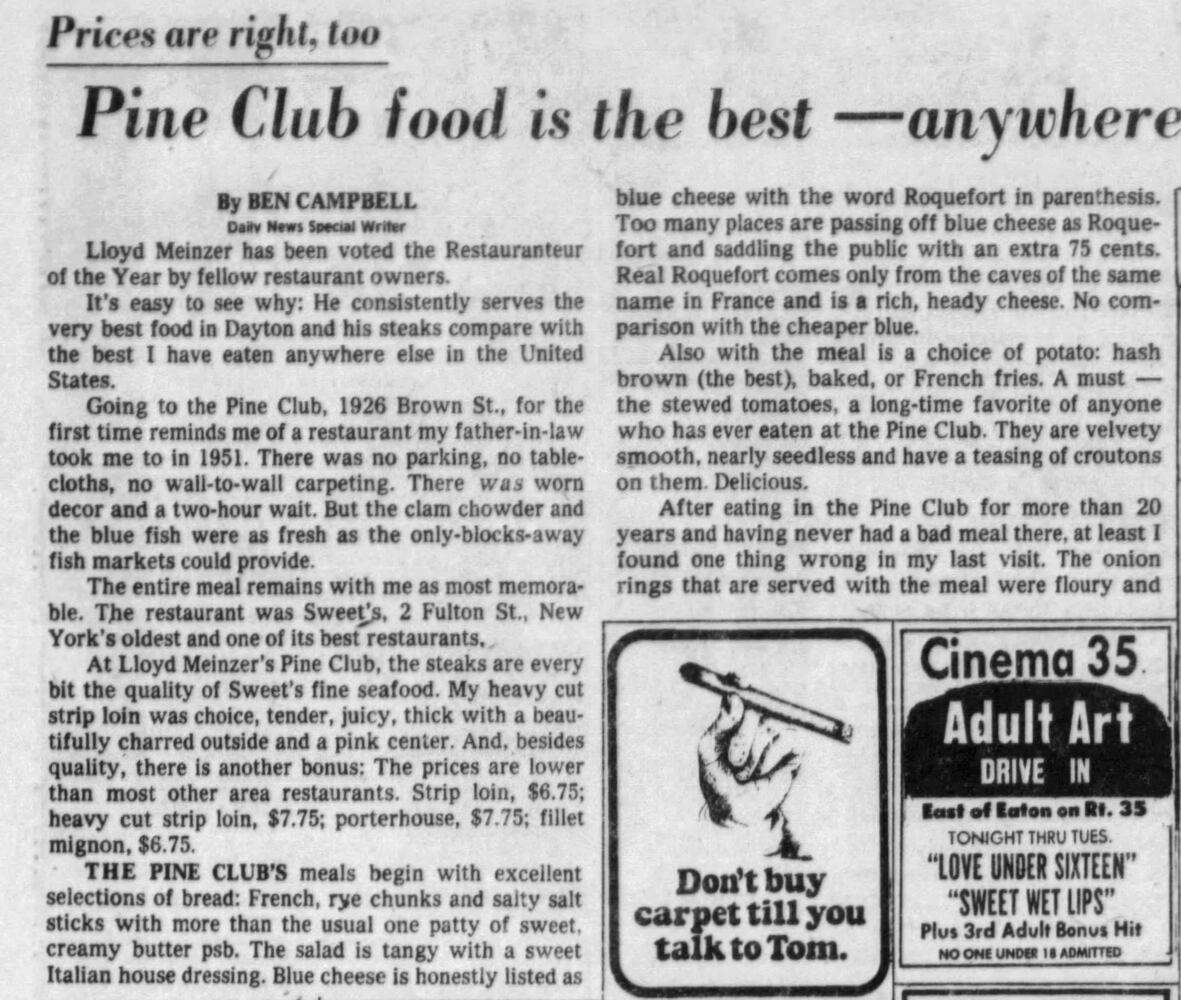 Prices are right, too
Pine Club food is the best —anywhere
By BEN CAMPBELL
Daily News Special Writer
Lloyd Meinzer has been voted the Restauranteur
of the Year by fellow restaurant owners.
It's easy to see why: He consistently serves the
very best food in Dayton and his steaks compare with
the best I have eaten anywhere else in the United
States.
Going to the Pine Club, 1926 Brown St., for the
first time reminds me of a restaurant my father-in-law
took me to in 1951. There was no parking, no table-
cloths, no wall-to-wall carpeting. There was worn
decor and a two-hour wait. But the clam chowder and
the blue fish were as fresh as the only-blocks-away
fish markets could provide.
The entire meal remains with me as most memora-
ble. The restaurant was Sweet's, 2 Fulton St., New
York's oldest and one of its best restaurants.
At Lloyd Meinzer's Pine Club, the steaks are every
bit the quality of Sweet's fine seafood. My heavy cut
strip loin was choice, tender, juicy, thick with a beau-
tifully charred outside and a pink center. And, besides
quality, there is another bonus: The prices are lower
than most other area restaurants. Strip loin, $6.75;
heavy cut strip loin, $7.75; porterhouse, $7.75; fillet
mignon, $6.75.
THE PINE CLUB'S meals begin with excellent
selections of bread: French, rye chunks and salty salt
sticks with more than the usual one patty of sweet,
creamy butter psb. The salad is tangy with a sweet
Italian house dressing. Blue cheese is honestly listed as
blue cheese with the word Roquefort in parenthesis.
Too many places are passing off blue cheese as Roque-
fort and saddling the public with an extra 75 cents.
Real Roquefort comes only from the caves of the same
name in France and is a rich, heady cheese. No com-
parison with the cheaper blue.
Also with the meal is a choice of potato: hash
brown (the best), baked, or French fries. A must —
the stewed tomatoes, a long-time favorite of anyone
who has ever eaten at the Pine Club. They are velvety
smooth, nearly seedless and have a teasing of croutons
on them. Delicious.
After eating in the Pine Club for more than 20
years and having never had a bad meal there, at least I
found one thing wrong in my last visit. The onion
rings that are served with the meal were floury and
Don't buy
carpet till you
talk to Tom.
Cinema 35
Adult Art
DRIVE IN
East of Eaton on Rt. 35
TONIGHT THRU TUES.
"LOVE UNDER SIXTEEN"
"SWEET WET LIPS"
Plus 3rd Adult Bonus Hit
NO ONE UNDER 18 ADMITTED